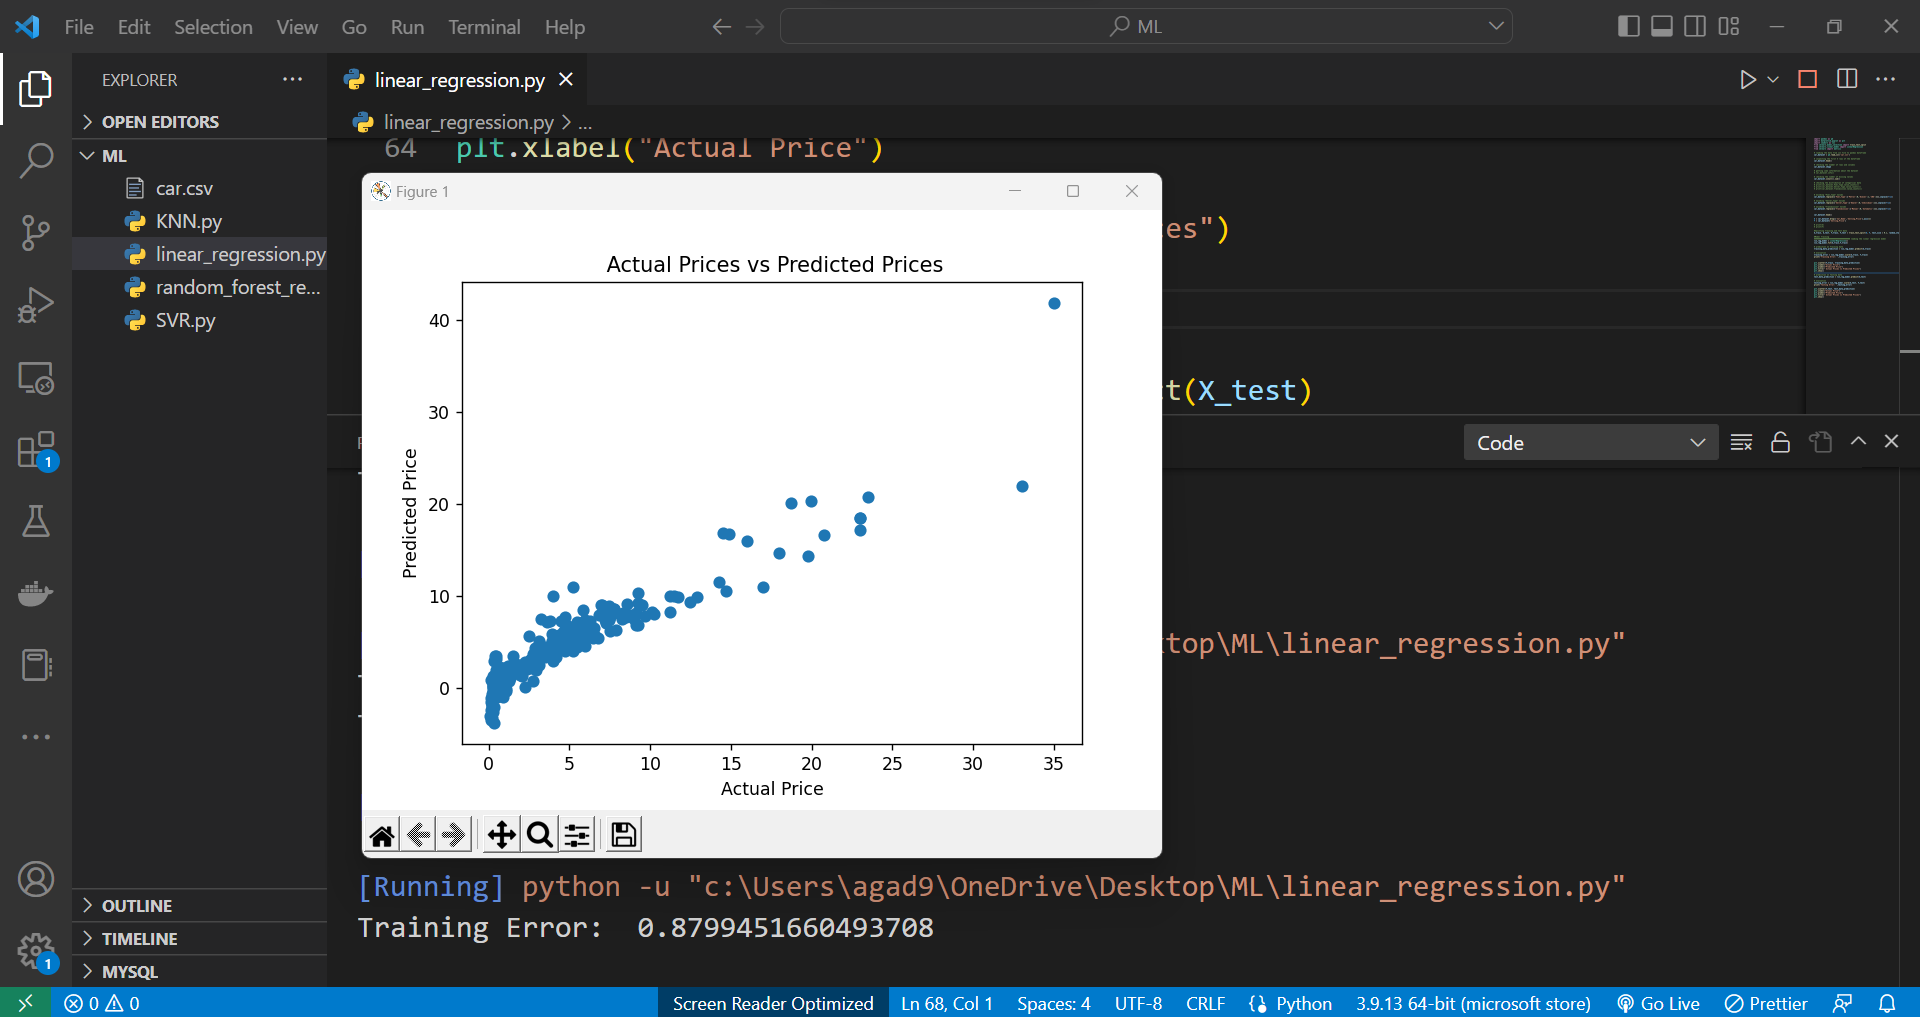 File Edit Selection View Go Run Terminal Help
ML
EXPLORER
OPEN EDITORS
ML
car.csv
KNN.py
linear_regression.py
random_forest_re...
SVR.py
OUTLINE
TIMELINE
MYSQL
1
1
linear_regression.py
linear_regression.py > ...
64 plt.xlabel("Actual Price")
es")
t(X_test)
Figure 1
Actual Prices vs Predicted Prices
Predicted Price
40
30
20
10
0
0 5 10 15 20 25 30 35
Actual Price
Code
ktop\ML\linear_regression.py"
[Running] python -u "c:\Users\agad9\OneDrive\Desktop\ML\linear_regression.py"
Training Error:  0.8799451660493708
0 0
Screen Reader Optimized
Ln 68, Col 1
Spaces: 4
UTF-8
CRLF
Python
3.9.13 64-bit (microsoft store)
Go Live
Prettier